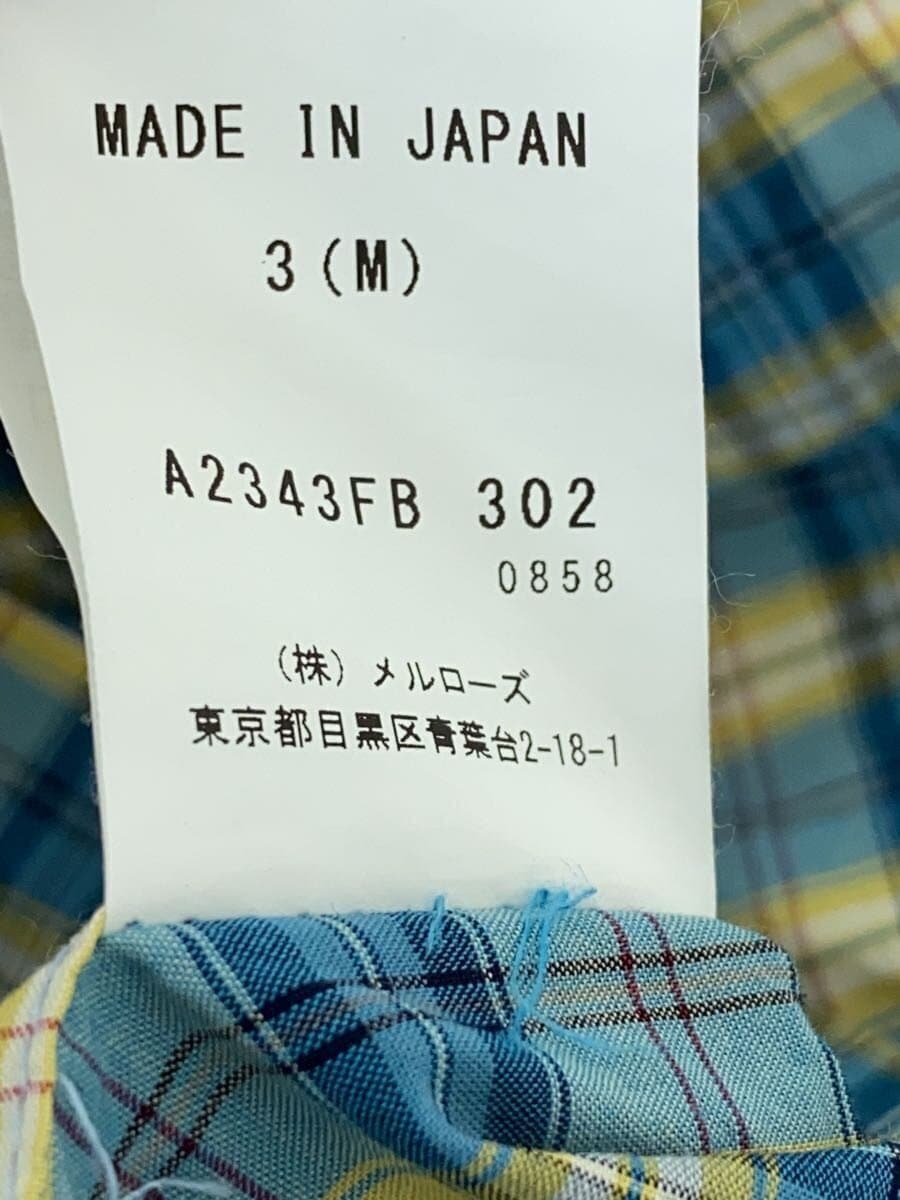 MADE IN JAPAN
3(M)
A2343FB 302
0858
(株)メルローズ
東京都目黒区青葉台2-18-1